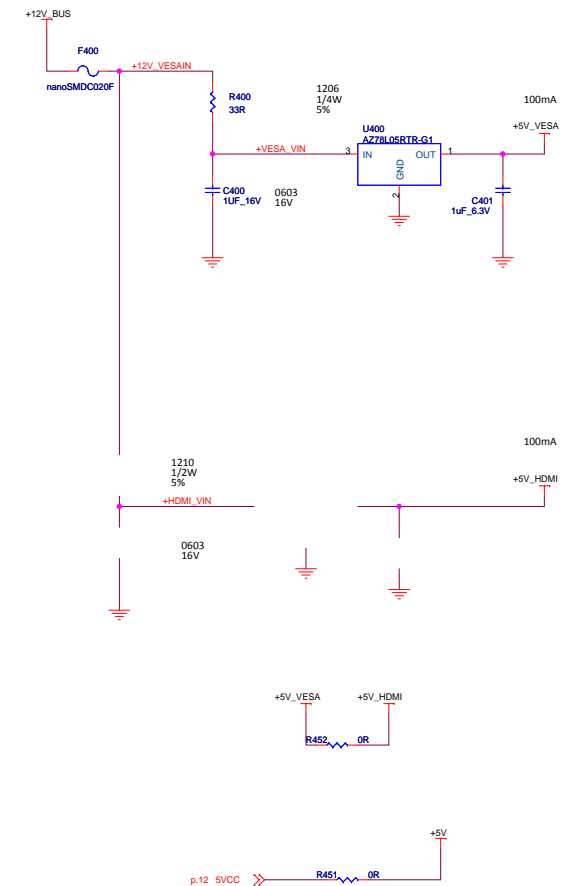 +12V_BUS
F400
nanoSMDC020F
+12V_VESAIN
R400
33R
1206
1/4W
5%
100mA
+5V_VESA
U400
AZ78L05RTR-G1
+VESA_VIN
3
IN
OUT
1
GND
2
C400
1UF_16V
0603
16V
C401
1uF_6.3V
100mA
+5V_HDMI
1210
1/2W
5%
+HDMI_VIN
0603
16V
+5V_VESA
+5V_HDMI
R452
0R
+5V
p.12 5VCC
R451
0R